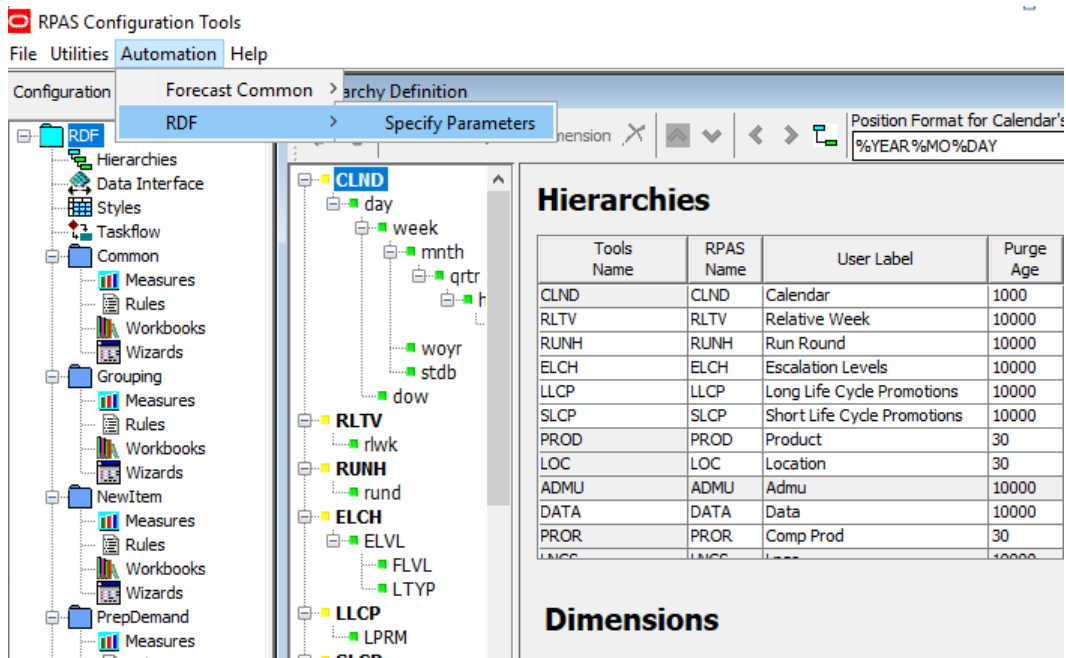 RPAS Configuration Tools
File Utilities Automation Help
Configuration
Forecast Common
RDF
Specify Parameters
archy Definition
mension
Position Format for Calendar's
%YEAR%MO%DAY
RDF
Hierarchies
Data Interface
Styles
Taskflow
Common
Measures
Rules
Workbooks
Wizards
Grouping
Measures
Rules
Workbooks
Wizards
NewItem
Measures
Rules
Workbooks
Wizards
PrepDemand
Measures
CLND
day
week
mnth
qrtr
h
woyr
stdb
dow
RLTV
rlwk
RUNH
rund
ELCH
ELVL
FLVL
LTYP
LLCP
LPRM
Hierarchies
Tools Name RPAS Name User Label Purge Age
CLND CLND Calendar 1000
RLTV RLTV Relative Week 10000
RUNH RUNH Run Round 10000
ELCH ELCH Escalation Levels 10000
LLCP LLCP Long Life Cycle Promotions 10000
SLCP SLCP Short Life Cycle Promotions 10000
PROD PROD Product 30
LOC LOC Location 30
ADMU ADMU Admu 10000
DATA DATA Data 10000
PROR PROR Comp Prod 30
Dimensions